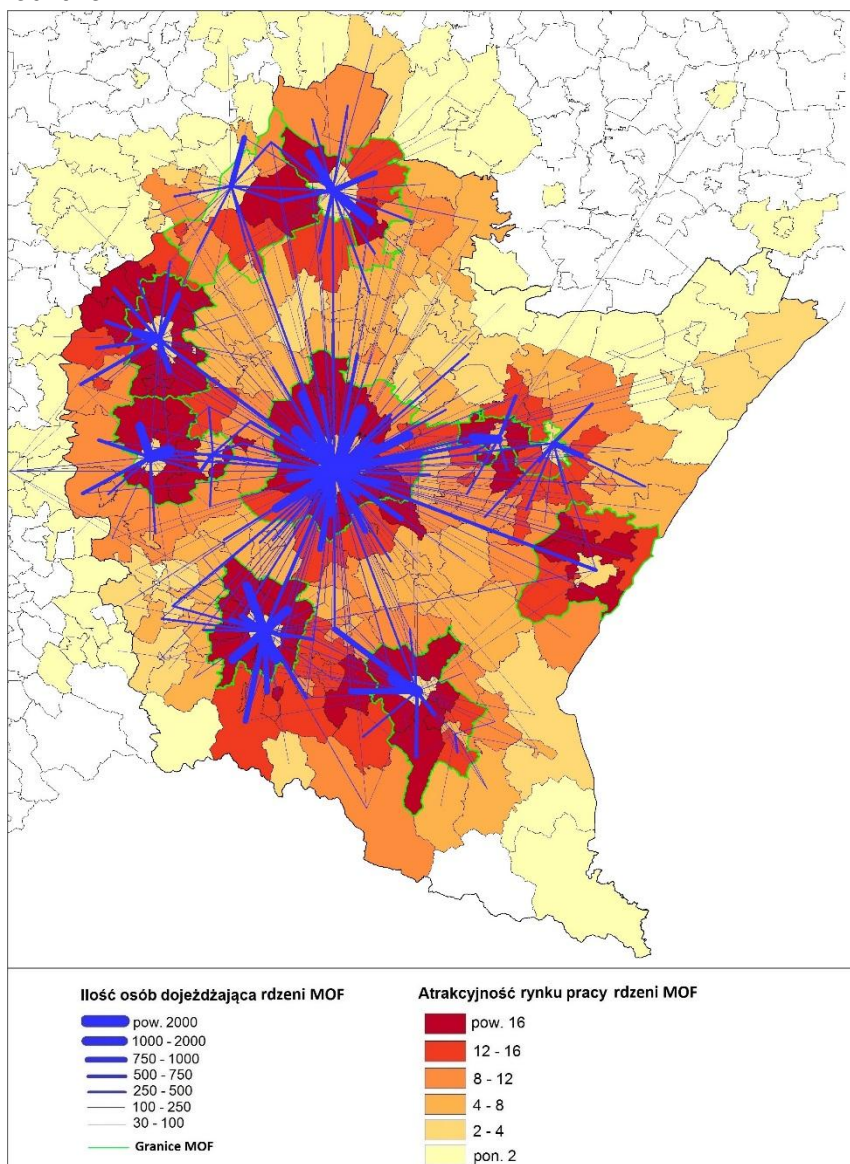 Ilość osób dojeżdżająca rdzeni MOF
pow. 2000
1000 - 2000
750 - 1000
500 - 750
250 - 500
100 - 250
30 - 100
Granice MOF
Atrakcyjność rynku pracy rdzeni MOF
pow. 16
12 - 16
8 - 12
4 - 8
2 - 4
pon. 2